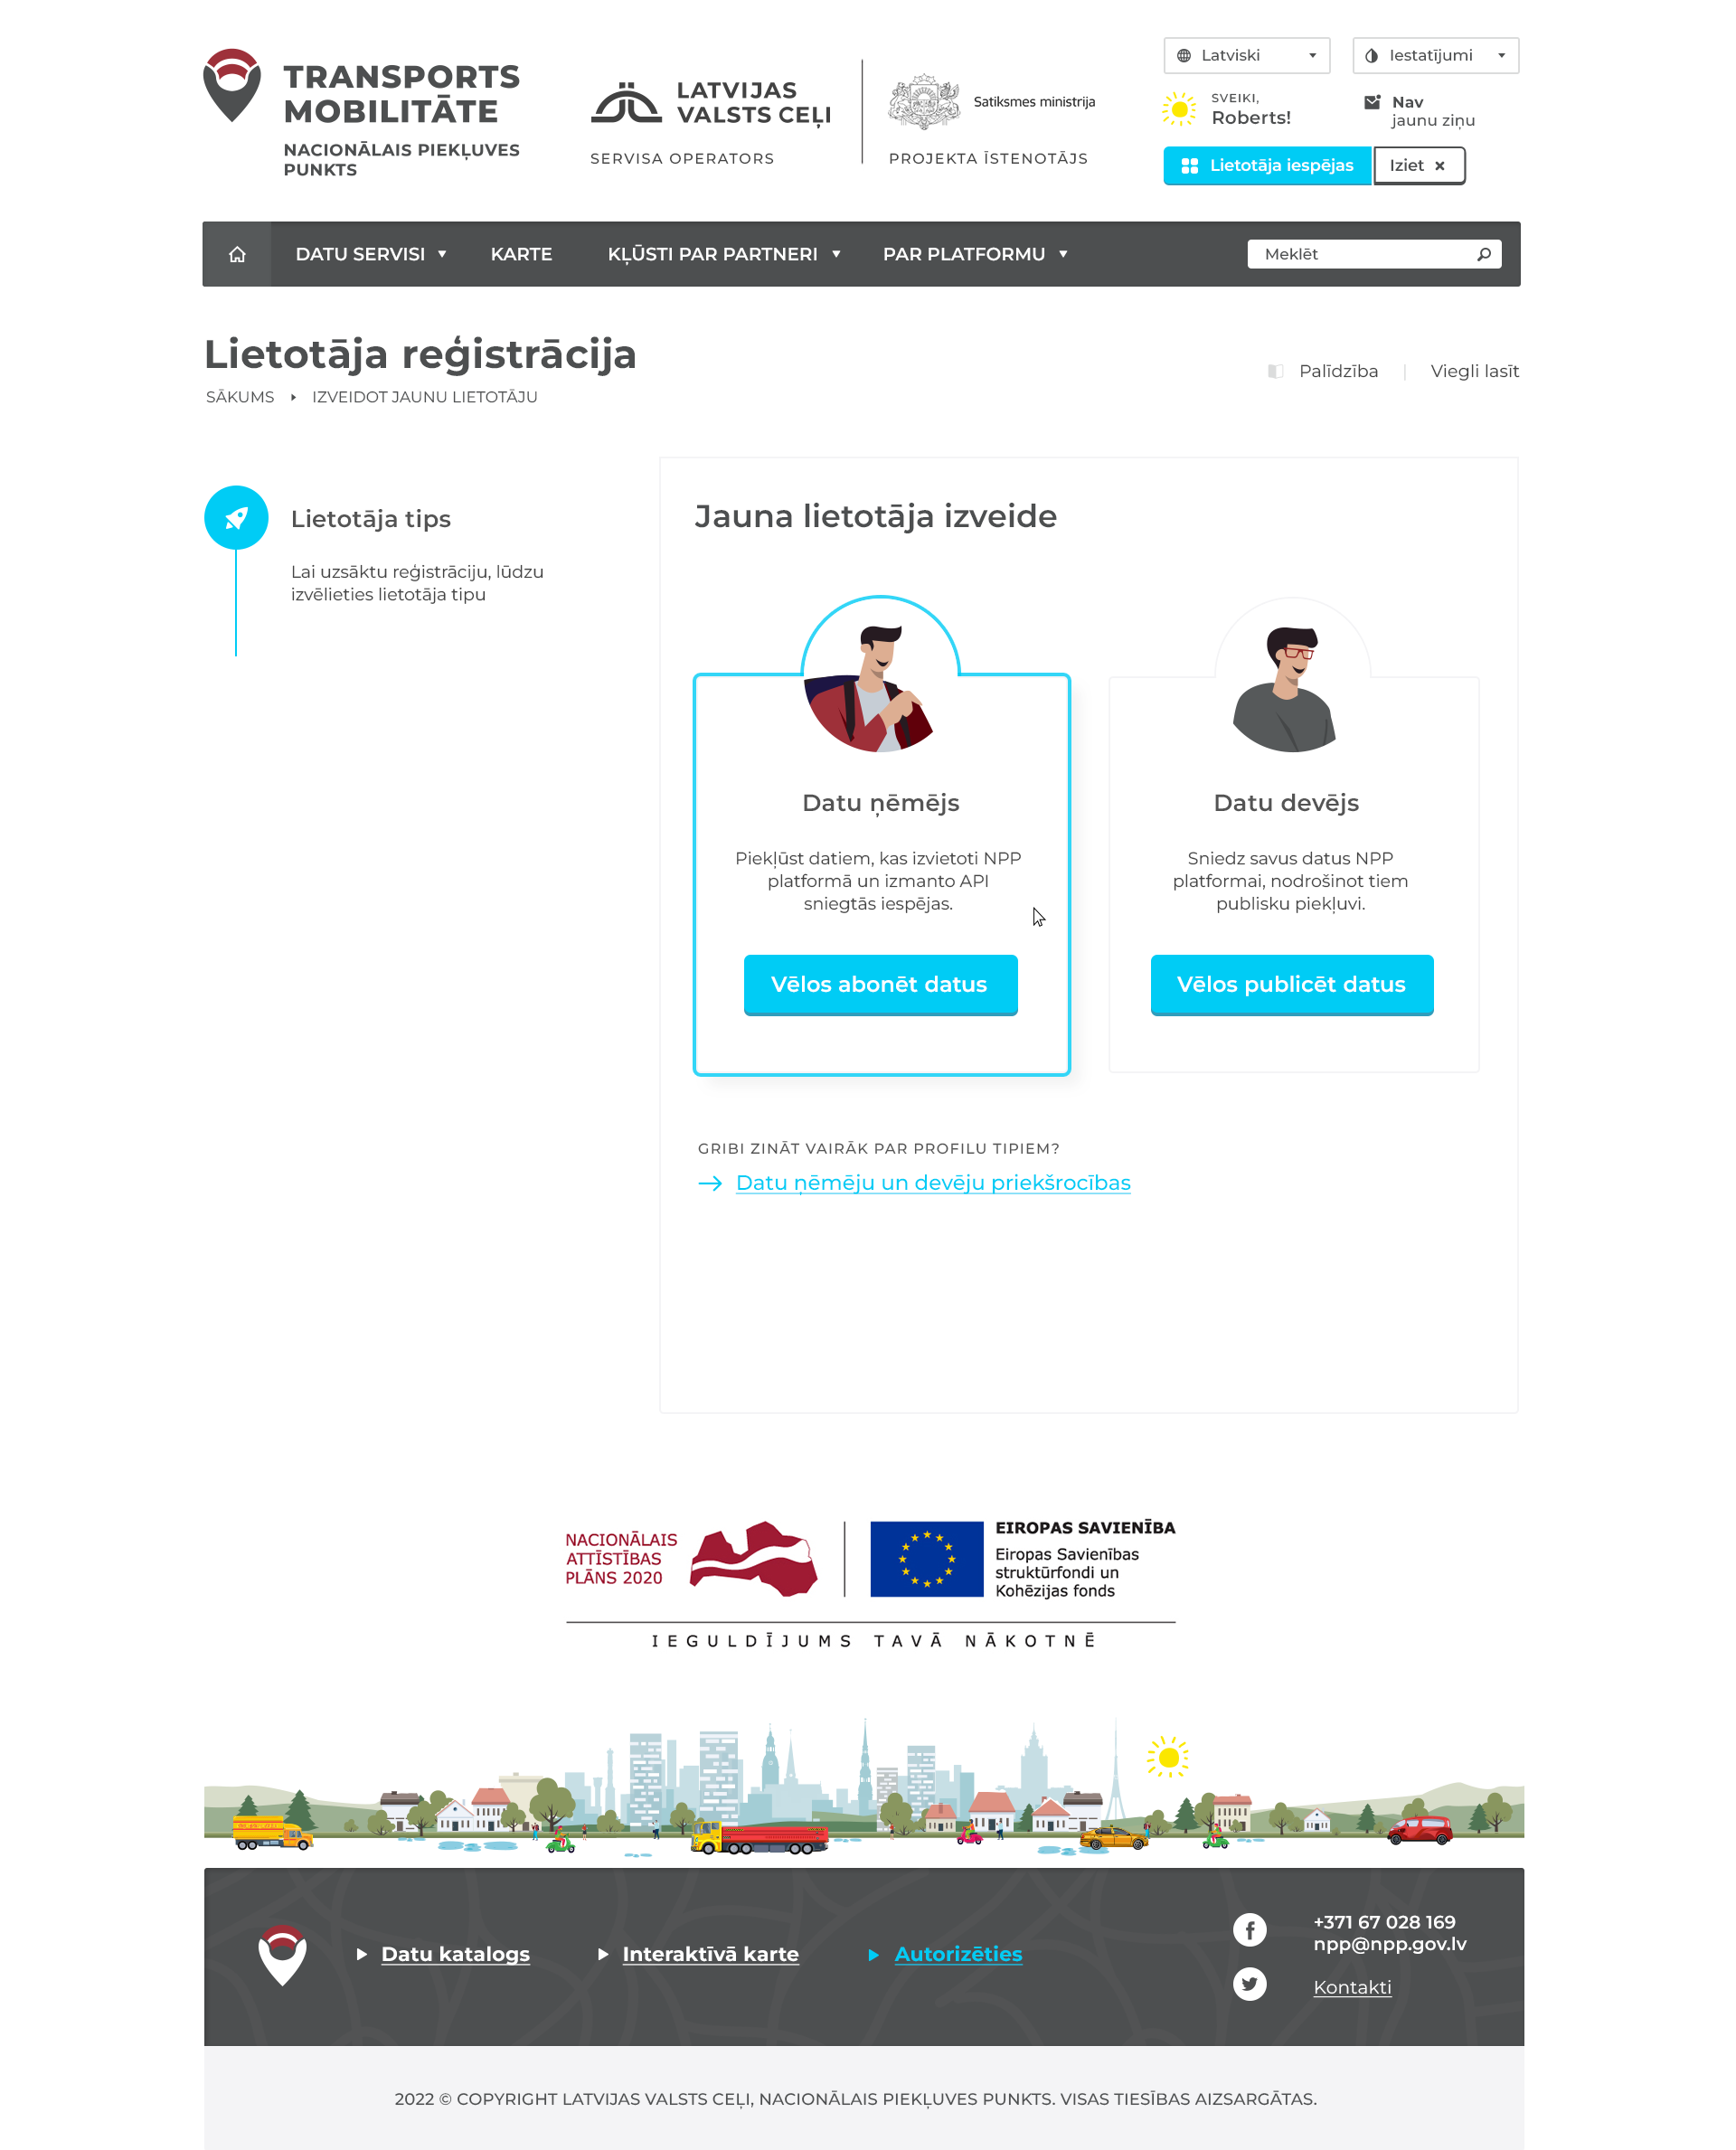 TRANSPORTS
MOBILITĀTE
NACIONĀLAIS PIEKĻUVES
PUNKTS
LATVIJAS
VALSTS CEĻI
SERVISA OPERATORS
Satiksmes ministrija
PROJEKTA ĪSTENOTĀJS
Latviski
Iestatījumi
SVEIKI,
Roberts!
Nav
jaunu ziņu
Lietotāja iespējas
Iziet
DATU SERVISI
KARTE
KĻŪSTI PAR PARTNERI
PAR PLATFORMU
Meklēt
Lietotāja reģistrācija
SĀKUMS
IZVEIDOT JAUNU LIETOTĀJU
Palīdzība
Viegli lasīt
Lietotāja tips
Lai uzsāktu reģistrāciju, lūdzu
izvēlieties lietotāja tipu
Jauna lietotāja izveide
Datu ņēmējs
Piekļūst datiem, kas izvietoti NPP
platformā un izmanto API
sniegtās iespējas.
Vēlos abonēt datus
Datu devējs
Sniedz savus datus NPP
platformai, nodrošinot tiem
publisku piekļuvi.
Vēlos publicēt datus
GRIBI ZINĀT VAIRĀK PAR PROFILU TIPIEM?
Datu ņēmēju un devēju priekšrocības
NACIONĀLAIS
ATTĪSTĪBAS
PLĀNS 2020
EIROPAS SAVIENĪBA
Eiropas Savienības
struktūrfondi un
Kohēzijas fonds
IEGULDĪJUMS TAVĀ NĀKOTNĒ
Datu katalogs
Interaktīvā karte
Autorizēties
+371 67 028 169
npp@npp.gov.lv
Kontakti
2022 © COPYRIGHT LATVIJAS VALSTS CEĻI, NACIONĀLAIS PIEKĻUVES PUNKTS. VISAS TIESĪBAS AIZSARGĀTAS.